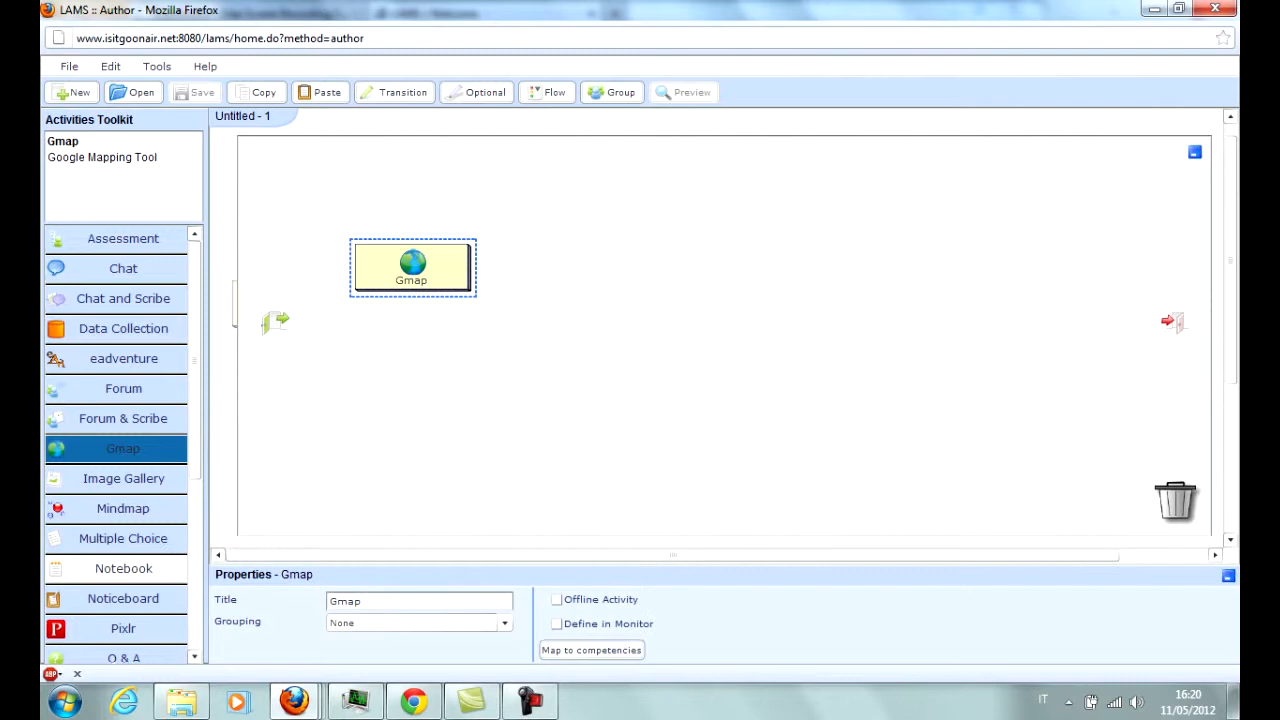 LAMS :: Author - Mozilla Firefox
www.isitgoonair.net:8080/lams/home.do?method=author
File Edit Tools Help
New Open Save Copy Paste Transition Optional Flow Group Preview
Activities Toolkit
Untitled - 1
Gmap
Google Mapping Tool
Assessment
Chat
Chat and Scribe
Data Collection
eadventure
Forum
Forum & Scribe
Gmap
Image Gallery
Mindmap
Multiple Choice
Notebook
Noticeboard
Pixlr
Q & A
Gmap
Properties - Gmap
Title Gmap
Grouping None
Offline Activity
Define in Monitor
Map to competencies
ABP
IT
16:20
11/05/2012